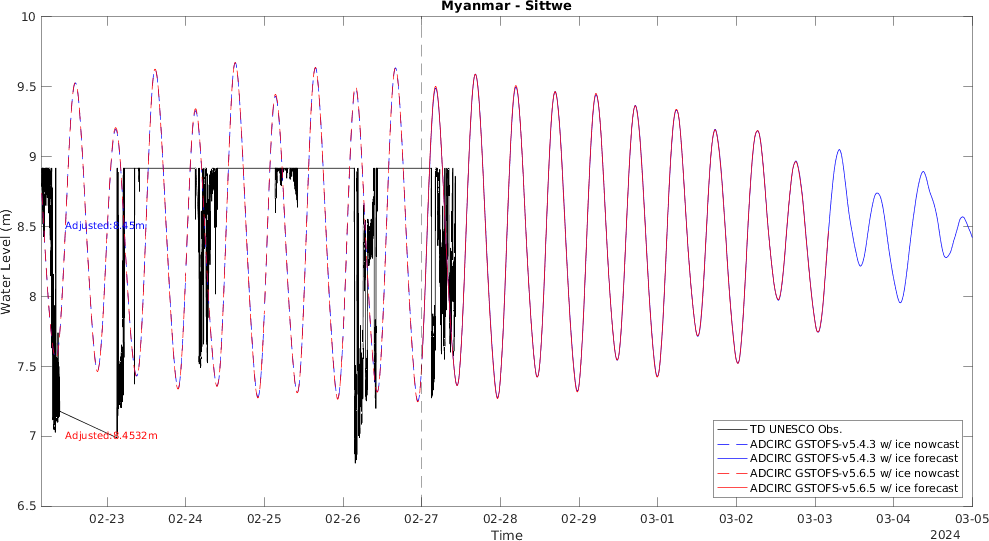 Myanmar - Sittwe
10
9.5
9
8.5
8
7.5
7
6.5
Water Level (m)
Adjusted:8.45m
Adjusted:8.4532m
TD UNESCO Obs.
ADCIRC GSTOFS-v5.4.3 w/ ice nowcast
ADCIRC GSTOFS-v5.4.3 w/ ice forecast
ADCIRC GSTOFS-v5.6.5 w/ ice nowcast
ADCIRC GSTOFS-v5.6.5 w/ ice forecast
02-23 02-24 02-25 02-26 02-27 02-28 02-29 03-01 03-02 03-03 03-04 03-05
Time
2024